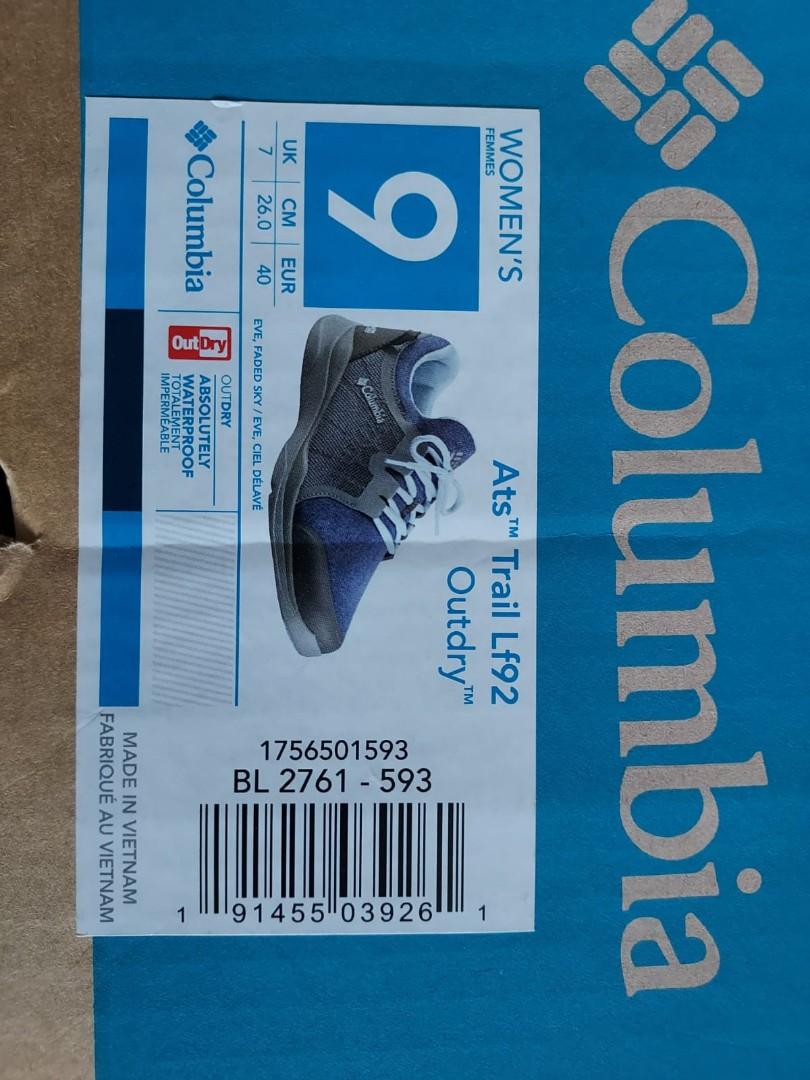 Columbia
WOMEN'S
FEMMES
9
UK CM EUR
7 26.0 40
Columbia
Ats™ Trail Lf92
Outdry™
Columbia
EVE, FADED SKY / EVE, CIEL DÉLAVÉ
OutDry
OUTDRY
ABSOLUTELY
WATERPROOF
TOTALEMENT
IMPERMÉABLE
1756501593
BL 2761 - 593
1 91455 03926 1
MADE IN VIETNAM
FABRIQUÉ AU VIETNAM